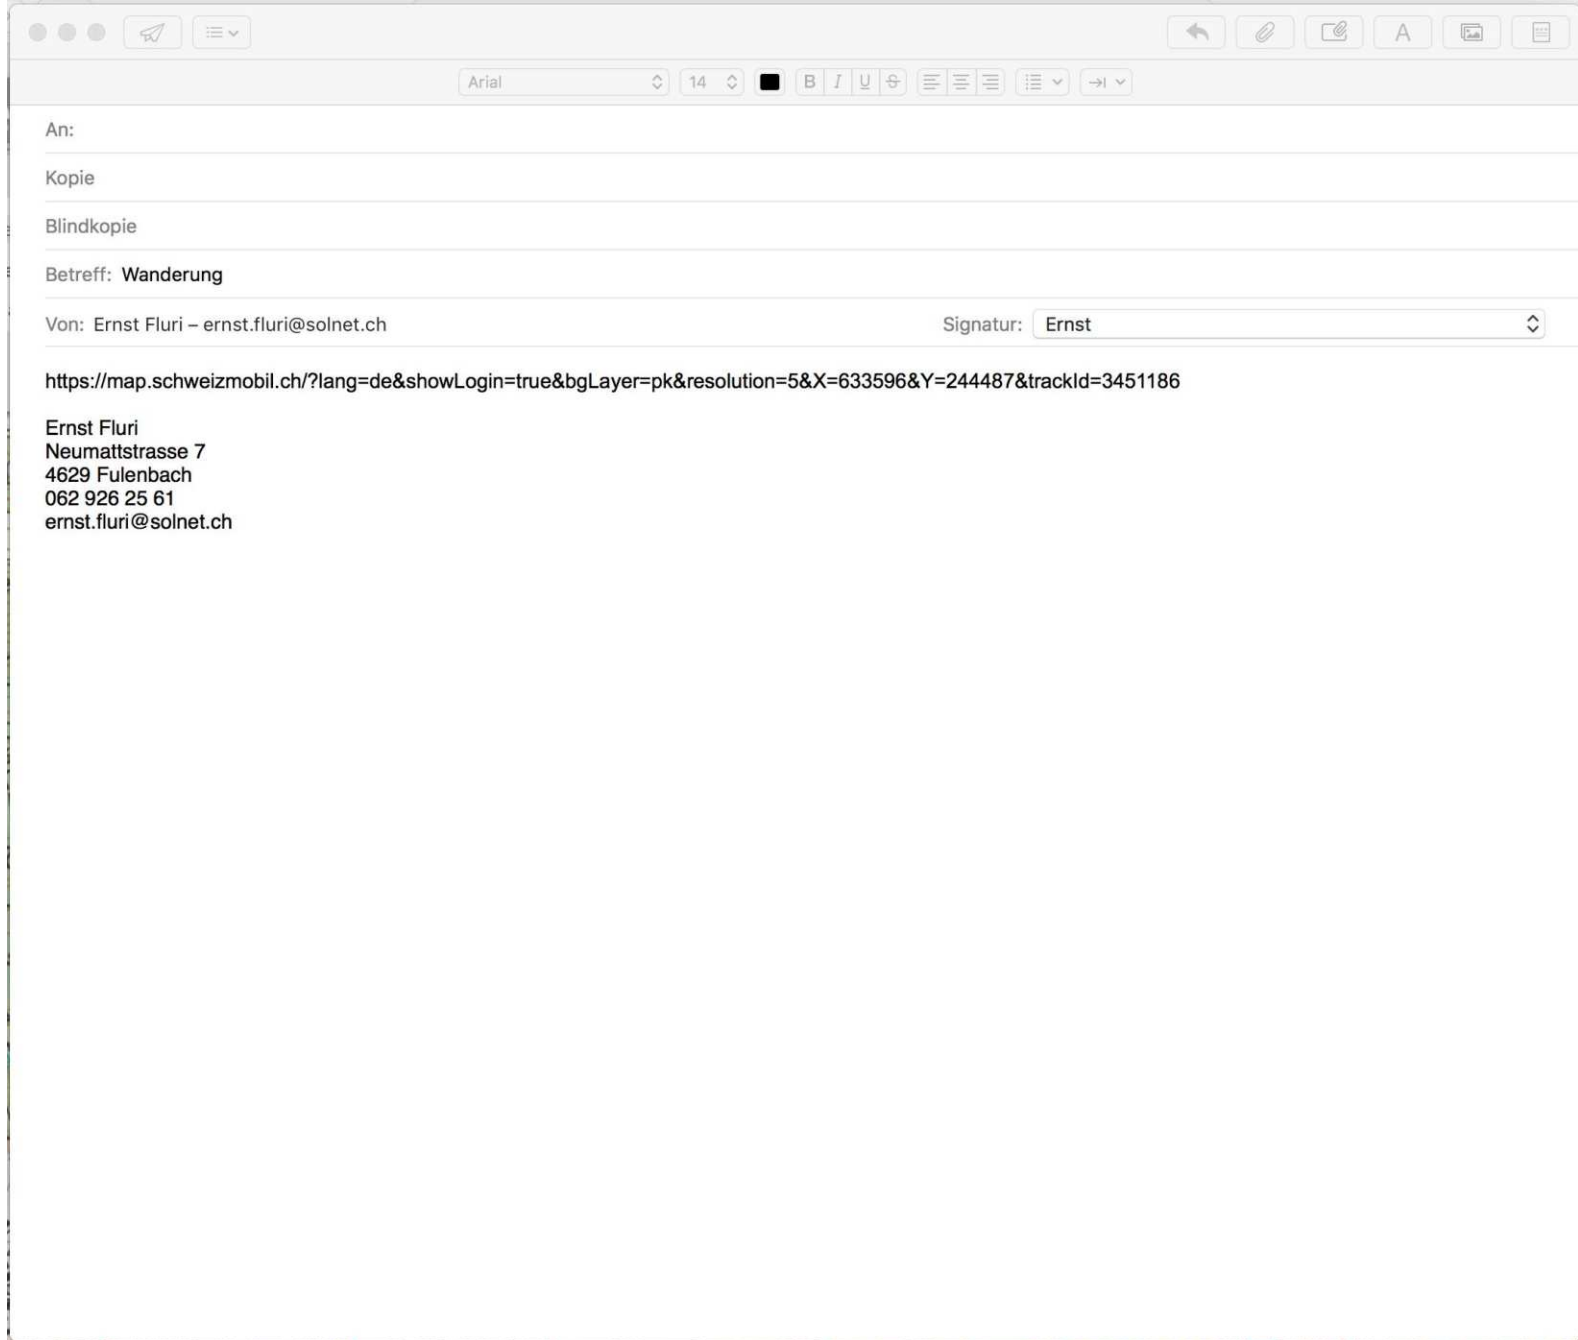 Arial 14 B I U S
A
An:
Kopie
Blindkopie
Betreff: Wanderung
Von: Ernst Fluri – ernst.fluri@solnet.ch Signatur: Ernst
https://map.schweizmobil.ch/?lang=de&showLogin=true&bgLayer=pk&resolution=5&X=633596&Y=244487&trackId=3451186
Ernst Fluri
Neumattstrasse 7
4629 Fulenbach
062 926 25 61
ernst.fluri@solnet.ch